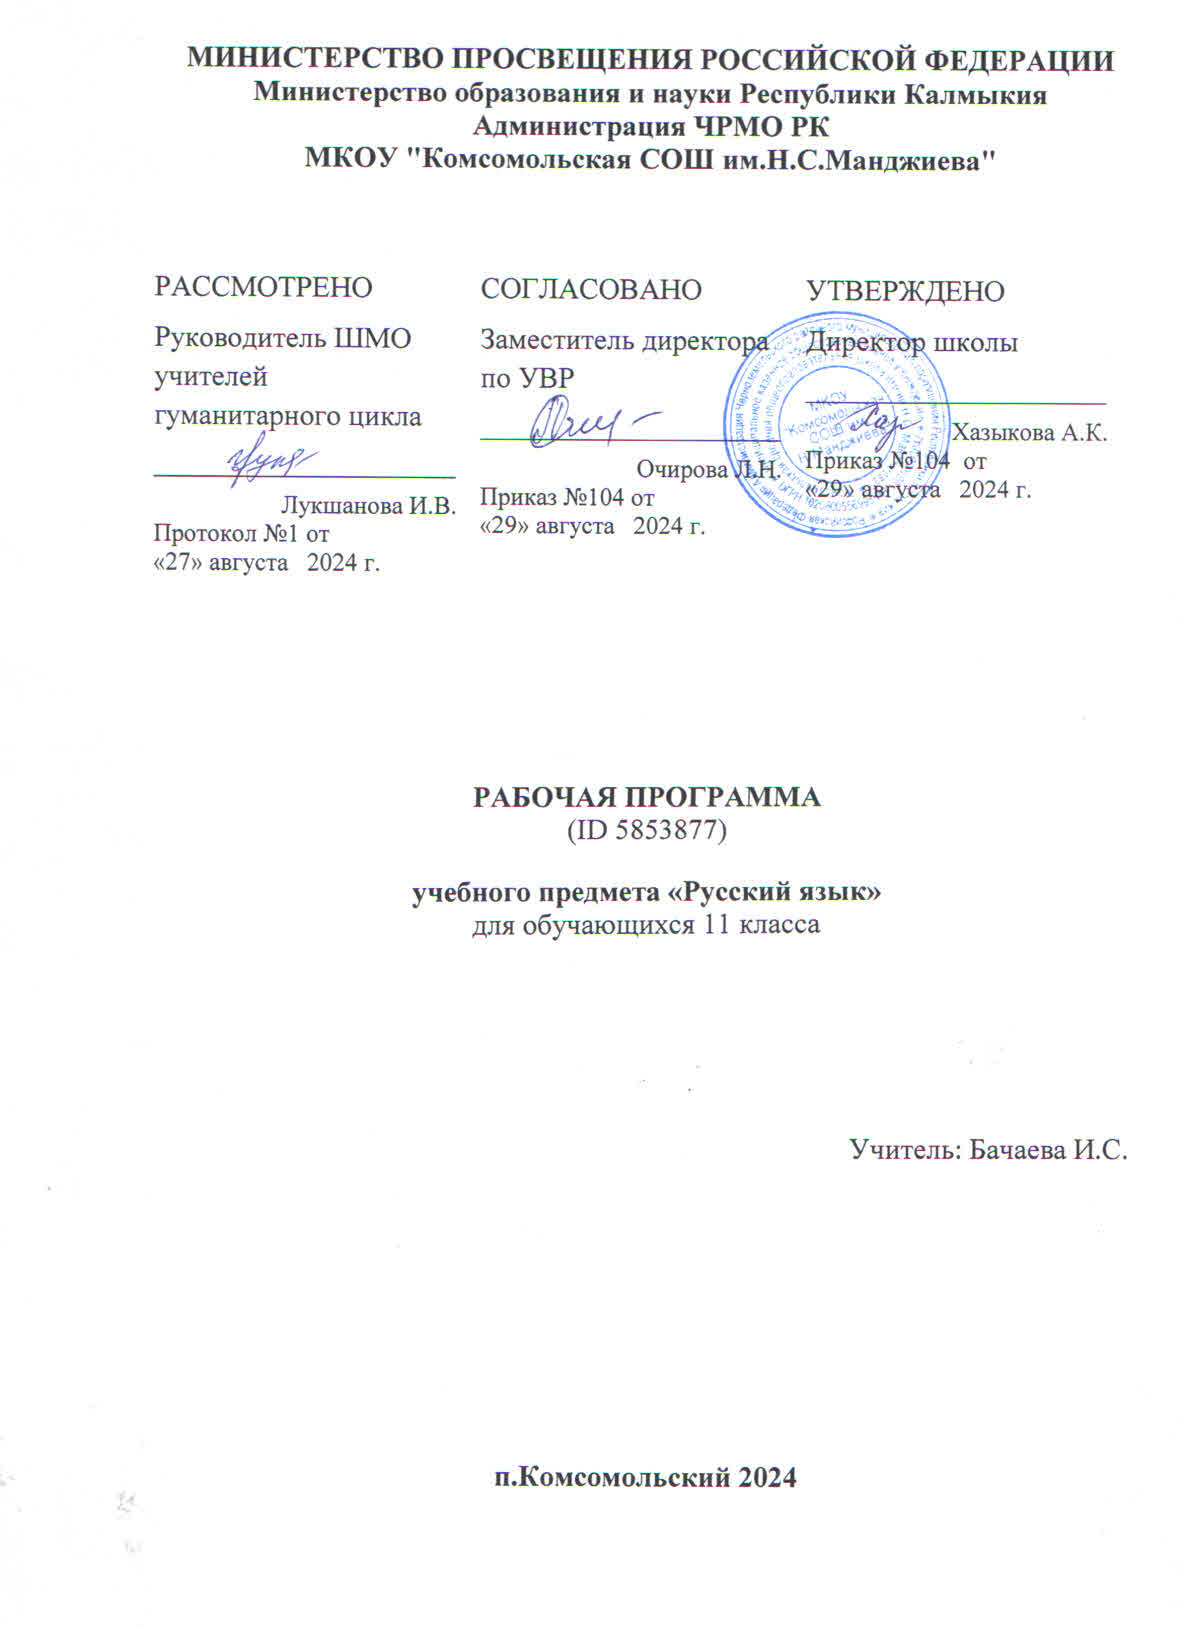 МИНИСТЕРСТВО ПРОСВЕЩЕНИЯ РОССИЙСКОЙ ФЕДЕРАЦИИ
Министерство образования и науки Республики Калмыкия
Администрация ЧРМО РК
МКОУ "Комсомольская СОШ им.Н.С.Манджиева"
РАССМОТРЕНО
Руководитель ШМО
учителей
гуманитарного цикла
Лукшанова И.В.
Протокол №1 от
«27» августа 2024 г.
СОГЛАСОВАНО
Заместитель директора
по УВР
Очирова Л.Н.
Приказ №104 от
«29» августа 2024 г.
УТВЕРЖДЕНО
Директор школы
Хазыкова А.К.
Приказ №104 от
«29» августа 2024 г.
МКОУ
СОШ
РАБОЧАЯ ПРОГРАММА
(ID 5853877)
учебного предмета «Русский язык»
для обучающихся 11 класса
Учитель: Бачаева И.С.
п.Комсомольский 2024